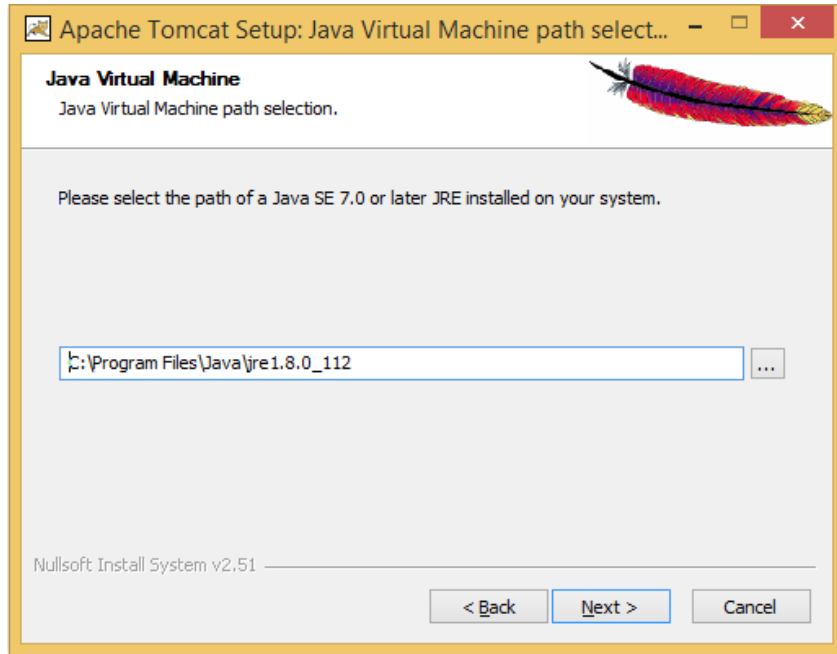 Apache Tomcat Setup: Java Virtual Machine path select...
Java Virtual Machine
Java Virtual Machine path selection.
Please select the path of a Java SE 7.0 or later JRE installed on your system.
C:\Program Files\Java\jre1.8.0_112
...
Nullsoft Install System v2.51
< Back
Next >
Cancel